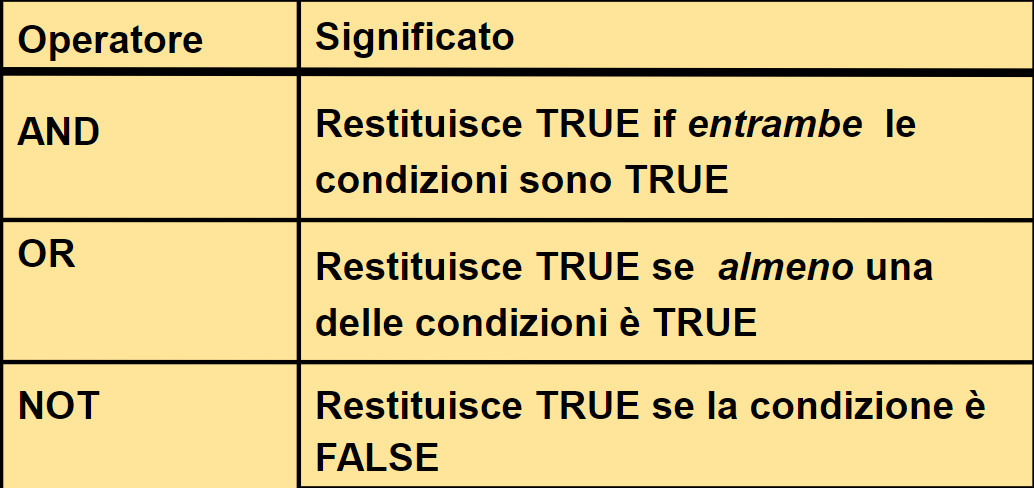 Operatore
Significato
AND
Restituisce TRUE if entrambe le
condizioni sono TRUE
OR
Restituisce TRUE se almeno una
delle condizioni è TRUE
NOT
Restituisce TRUE se la condizione è
FALSE